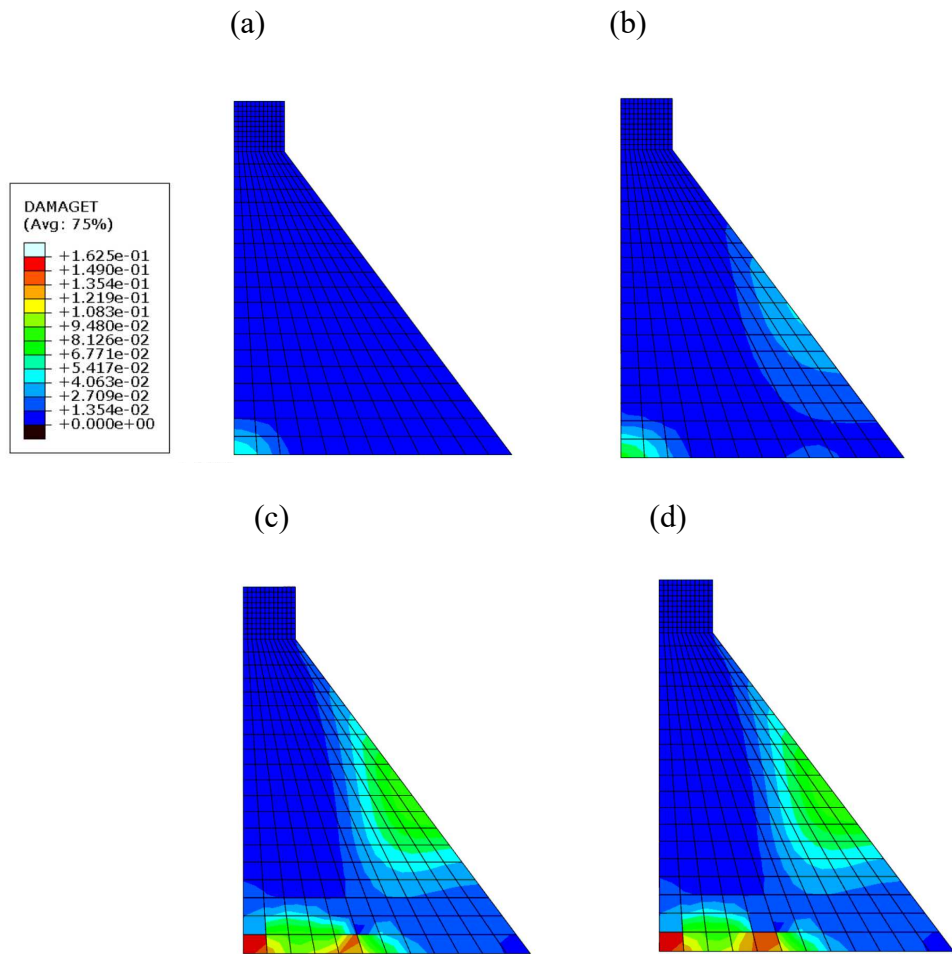 (a)
(b)
DAMAGET
(Avg: 75%)
+1.625e-01
+1.490e-01
+1.354e-01
+1.219e-01
+1.083e-01
+9.480e-02
+8.126e-02
+6.771e-02
+5.417e-02
+4.063e-02
+2.709e-02
+1.354e-02
+0.000e+00
(c)
(d)